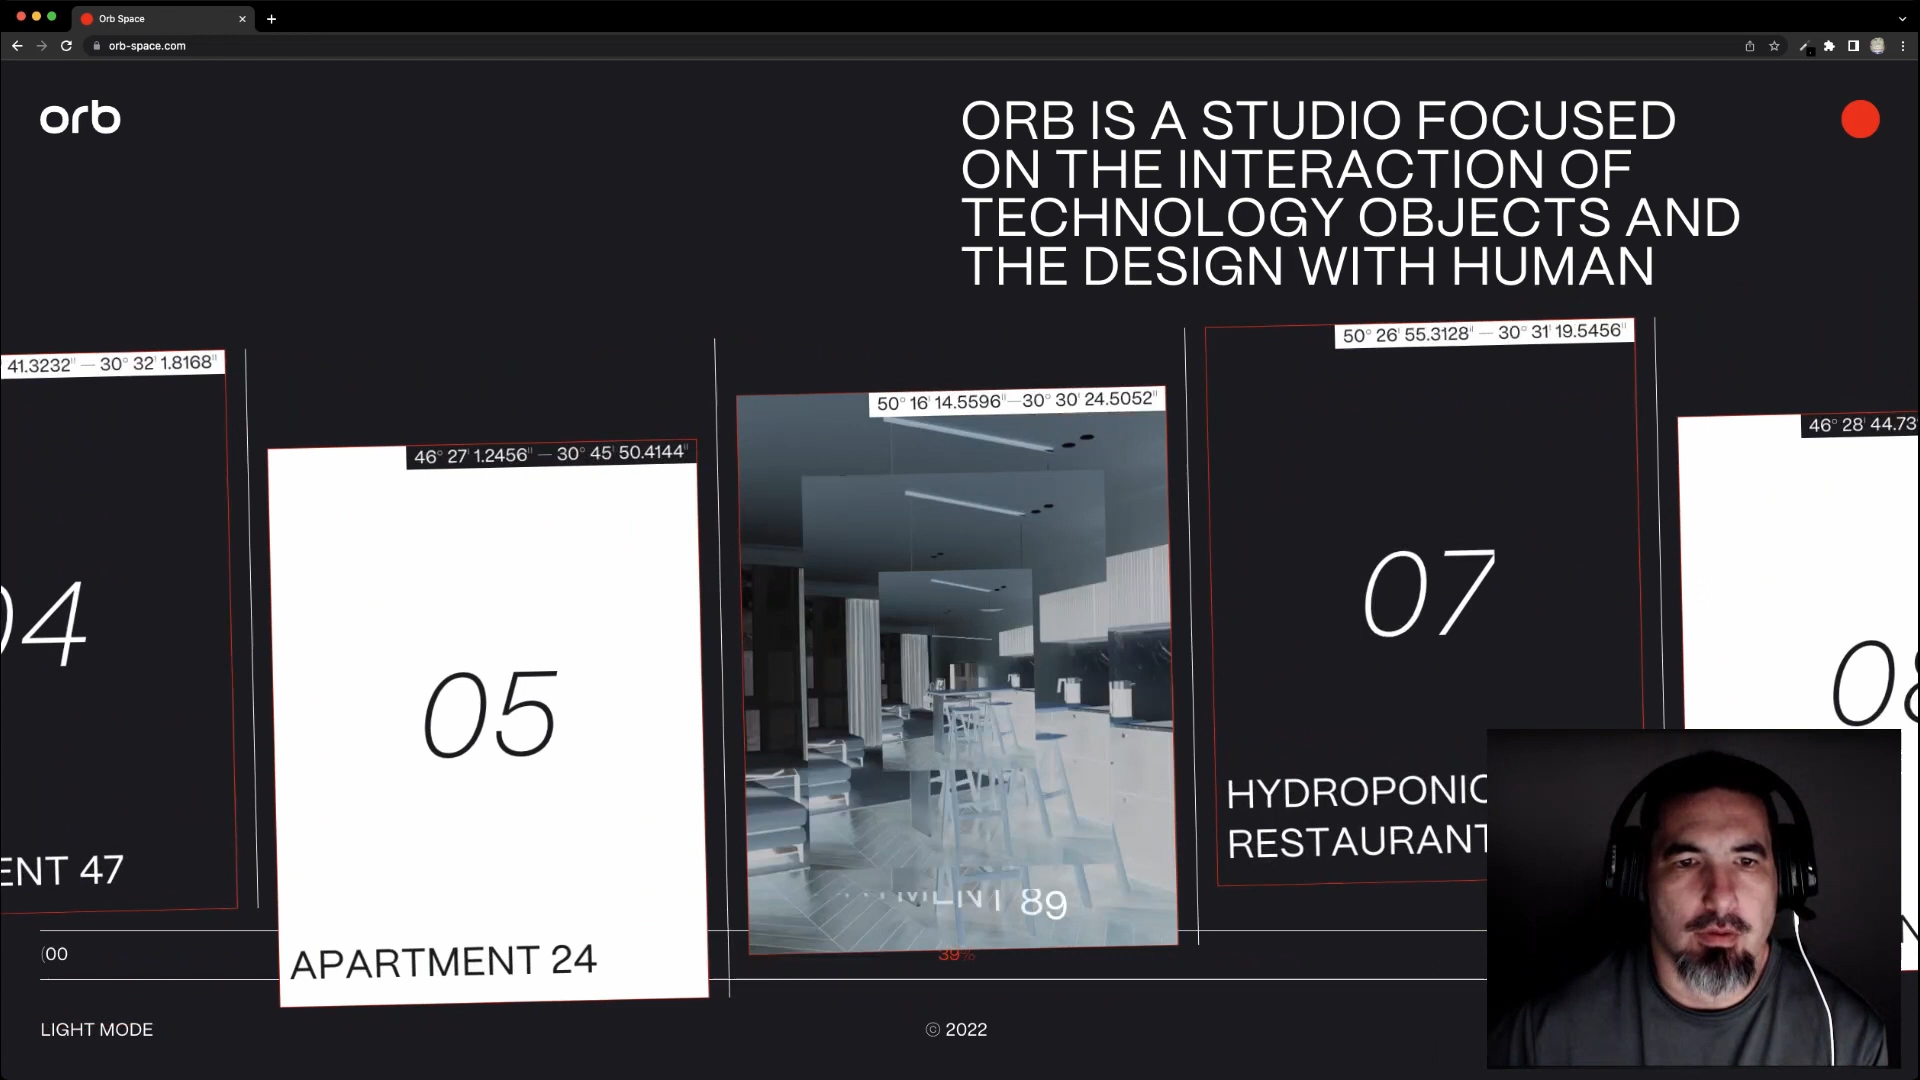 Orb Space
orb-space.com
orb
ORB IS A STUDIO FOCUSED
ON THE INTERACTION OF
TECHNOLOGY OBJECTS AND
THE DESIGN WITH HUMAN
41.3232" — 30° 32' 1.8168"
04
ENT 47
46° 27' 1.2456" — 30° 45' 50.4144"
05
APARTMENT 24
50° 16' 14.5596"—30° 30' 24.5052"
89
50° 26' 55.3128" — 30° 31' 19.5456"
07
HYDROPONIC
RESTAURANT
46° 28' 44.73
08
(00
39%
LIGHT MODE
© 2022